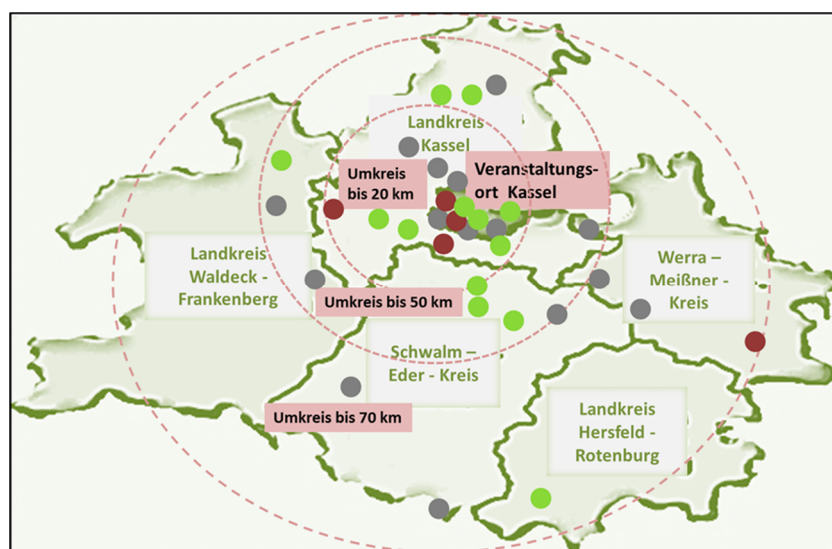 Landkreis
Kassel
Umkreis
bis 20 km
Veranstaltungs-
ort Kassel
Landkreis
Waldeck -
Frankenberg
Werra –
Meißner -
Kreis
Umkreis bis 50 km
Schwalm –
Eder - Kreis
Umkreis bis 70 km
Landkreis
Hersfeld -
Rotenburg